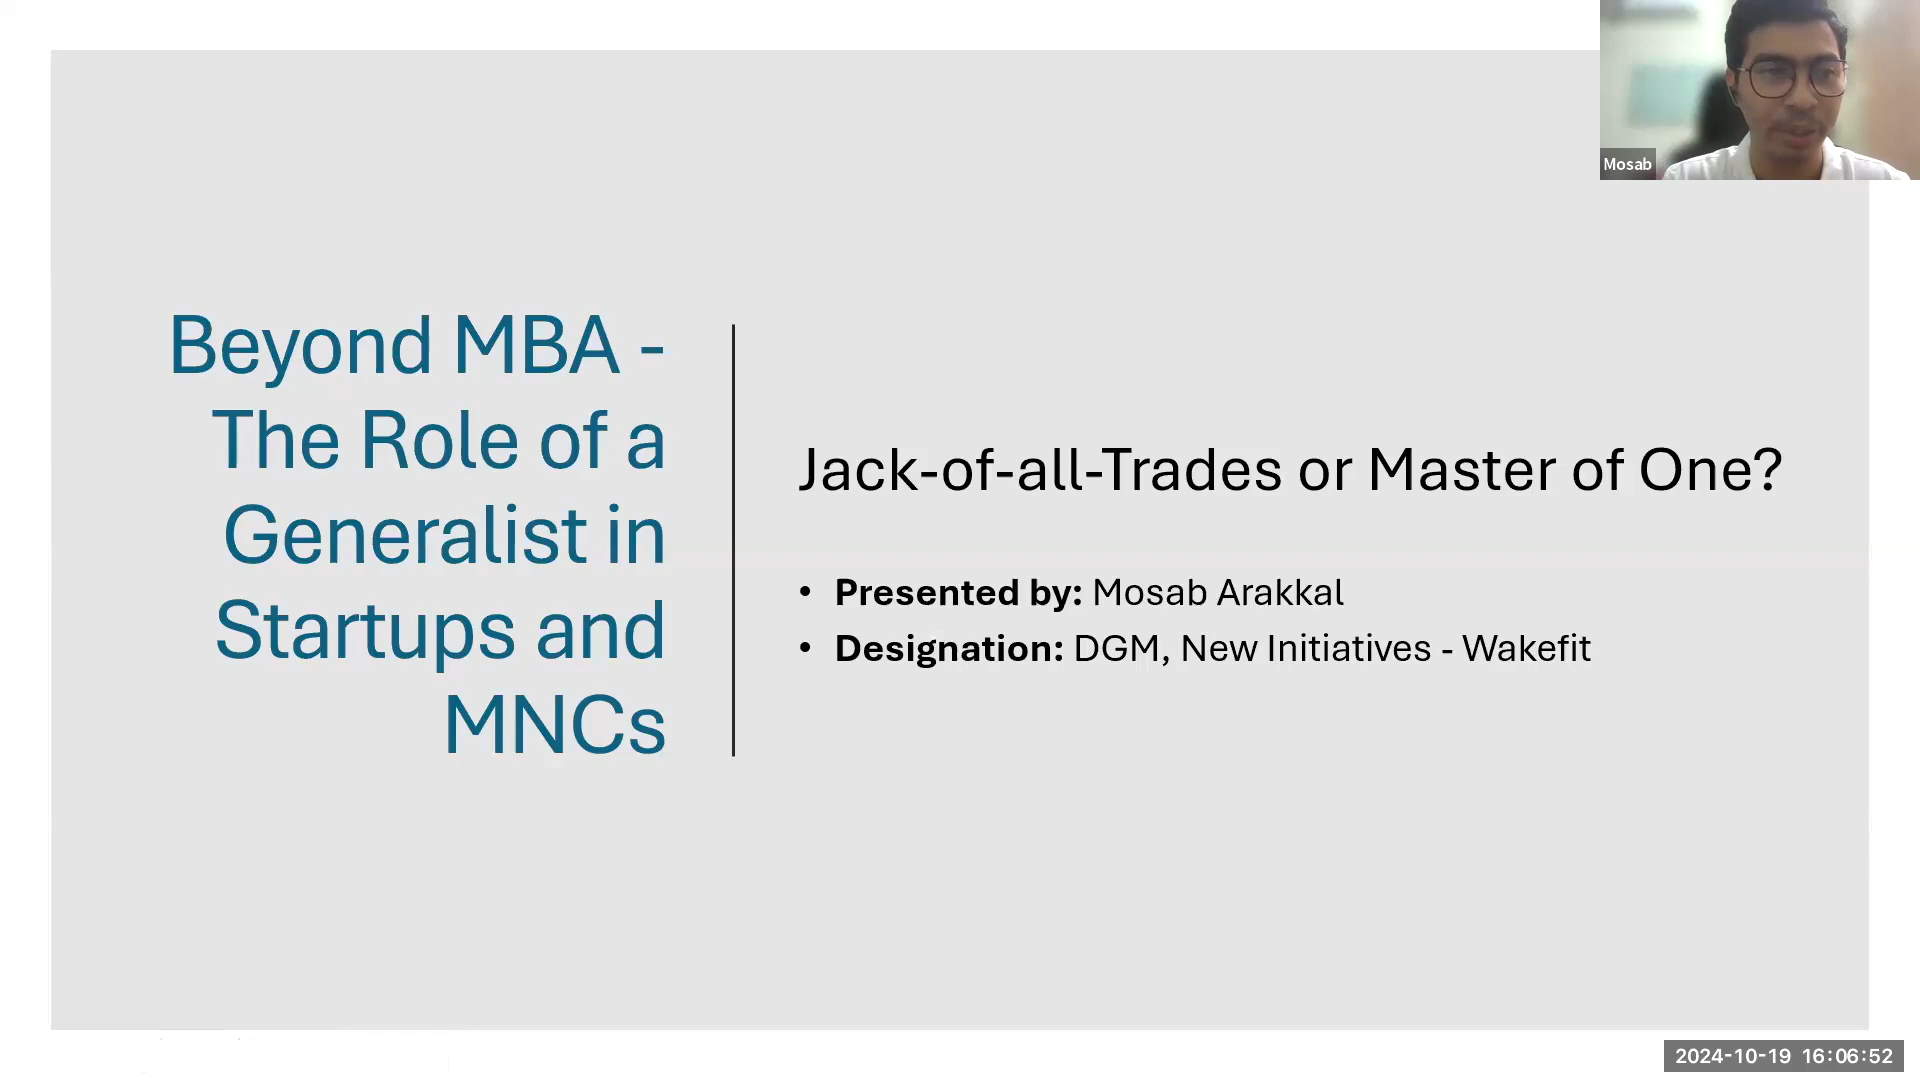 Mosab
Beyond MBA -
The Role of a
Generalist in
Startups and
MNCs
Jack-of-all-Trades or Master of One?
• Presented by: Mosab Arakkal
• Designation: DGM, New Initiatives - Wakefit
2024-10-19 16:06:52